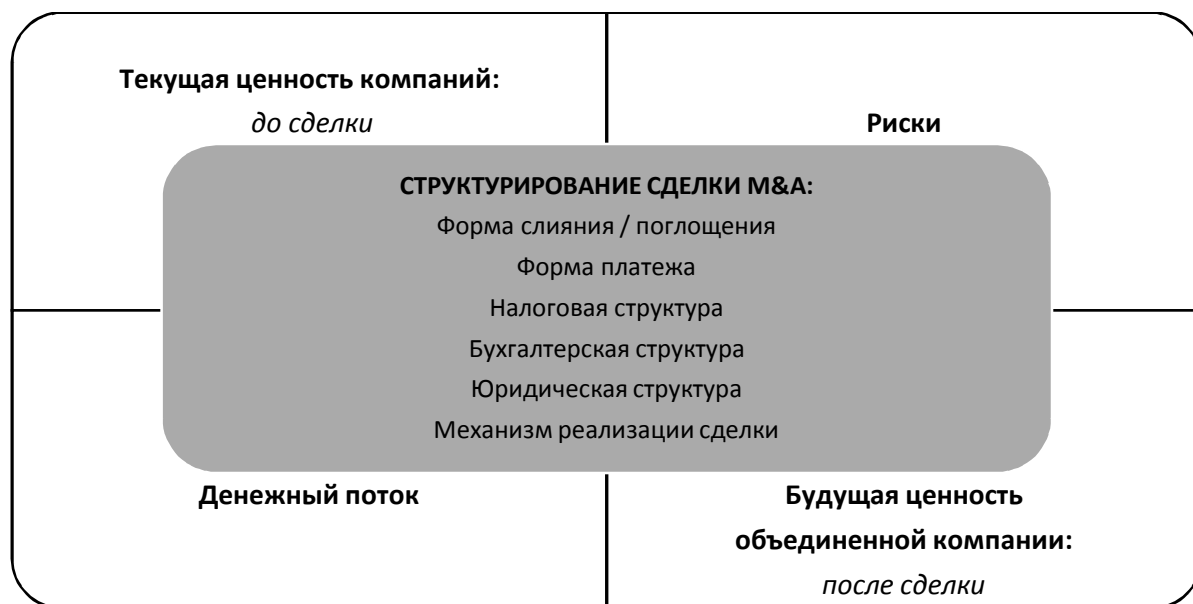 Текущая ценность компаний:
до сделки
Риски
СТРУКТУРИРОВАНИЕ СДЕЛКИ M&A:
Форма слияния / поглощения
Форма платежа
Налоговая структура
Бухгалтерская структура
Юридическая структура
Механизм реализации сделки
Денежный поток
Будущая ценность
объединенной компании:
после сделки